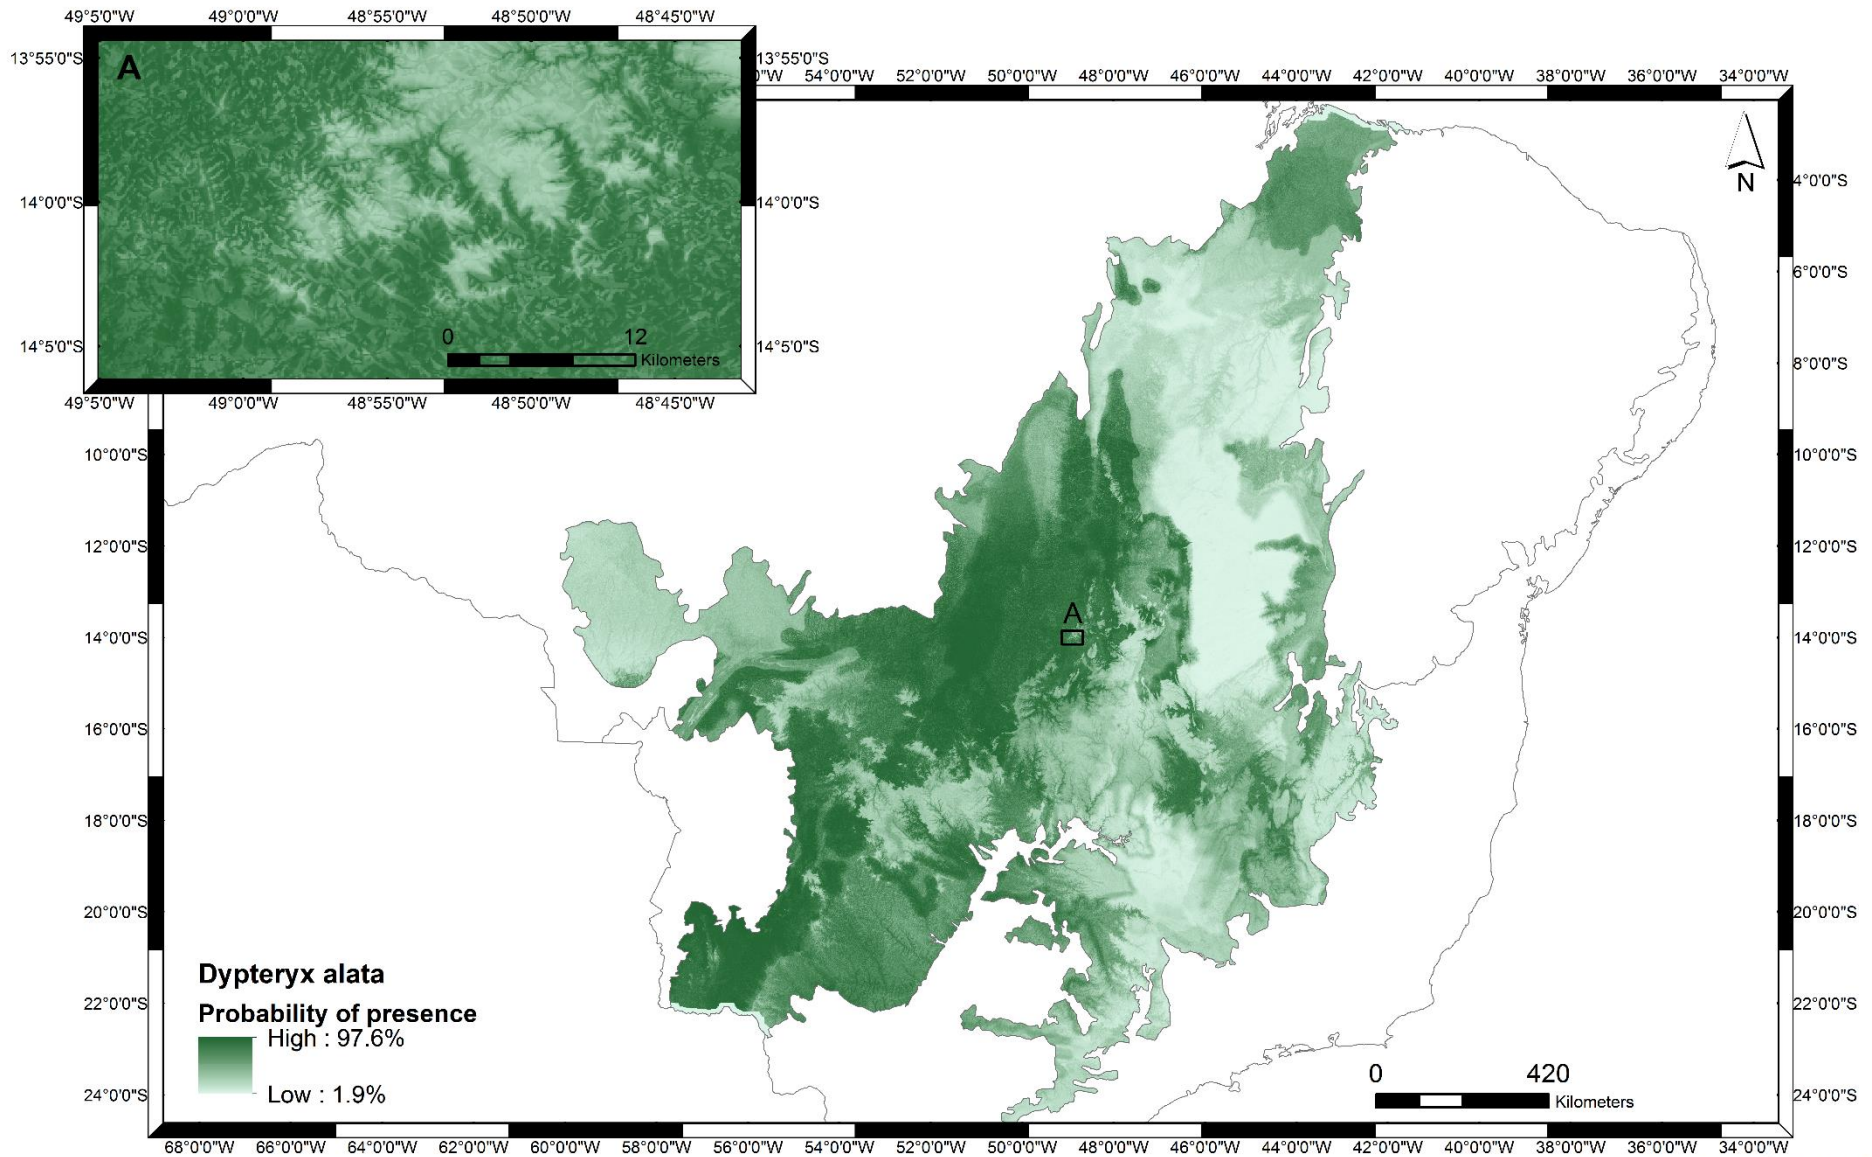 49°5'0"W 49°0'0"W 48°55'0"W 48°50'0"W 48°45'0"W
A
13°55'0"S 13°55'0"S
0"W 54°0'0"W 52°0'0"W 50°0'0"W 48°0'0"W 46°0'0"W 44°0'0"W 42°0'0"W 40°0'0"W 38°0'0"W 36°0'0"W 34°0'0"W
N
14°0'0"S 14°0'0"S
4°0'0"S
6°0'0"S
0 12
Kilometers
14°5'0"S 14°5'0"S
8°0'0"S
49°5'0"W 49°0'0"W 48°55'0"W 48°50'0"W 48°45'0"W
10°0'0"S 10°0'0"S
12°0'0"S 12°0'0"S
A
14°0'0"S 14°0'0"S
16°0'0"S 16°0'0"S
18°0'0"S 18°0'0"S
20°0'0"S 20°0'0"S
Dypteryx alata
22°0'0"S 22°0'0"S
Probability of presence
High : 97.6%
Low : 1.9%
0 420
Kilometers
24°0'0"S 24°0'0"S
68°0'0"W 66°0'0"W 64°0'0"W 62°0'0"W 60°0'0"W 58°0'0"W 56°0'0"W 54°0'0"W 52°0'0"W 50°0'0"W 48°0'0"W 46°0'0"W 44°0'0"W 42°0'0"W 40°0'0"W 38°0'0"W 36°0'0"W 34°0'0"W